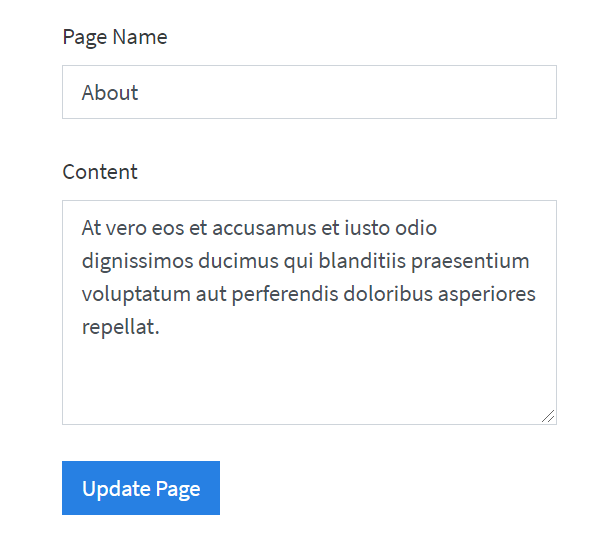 Page Name
About
Content
At vero eos et accusamus et iusto odio
dignissimos ducimus qui blanditiis praesentium
voluptatum aut perferendis doloribus asperiores
repellat.
Update Page